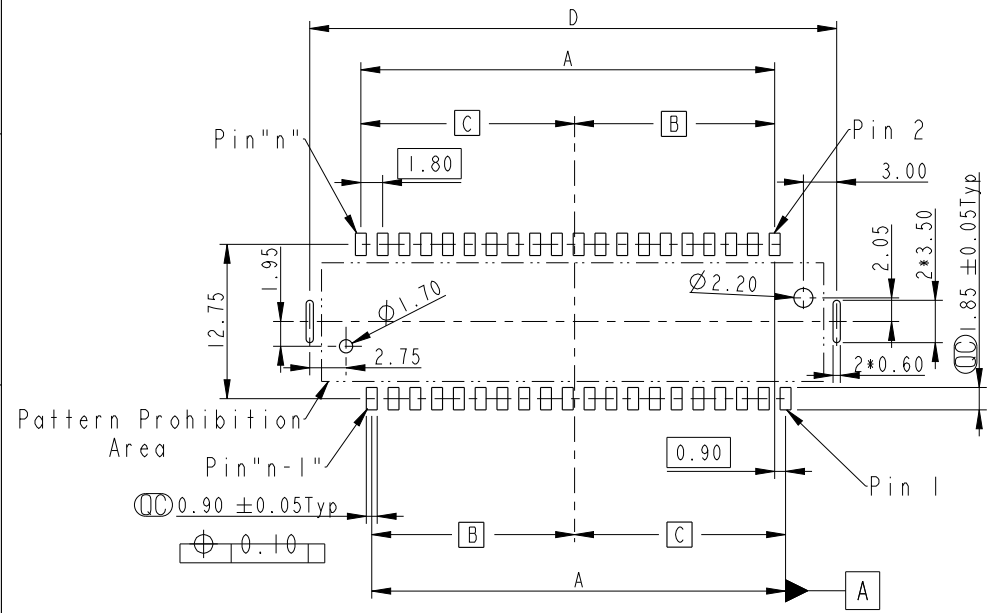 D
A
C
B
Pin"n"
Pin 2
1.80
3.00
1.95
12.75
Ø1.70
2.75
Ø2.20
2.05
2*3.50
QC 1.85 ±0.05Typ
2*0.60
Pattern Prohibition
Area
Pin"n-1"
0.90
Pin 1
QC 0.90 ±0.05Typ
0.10
B
C
A
A